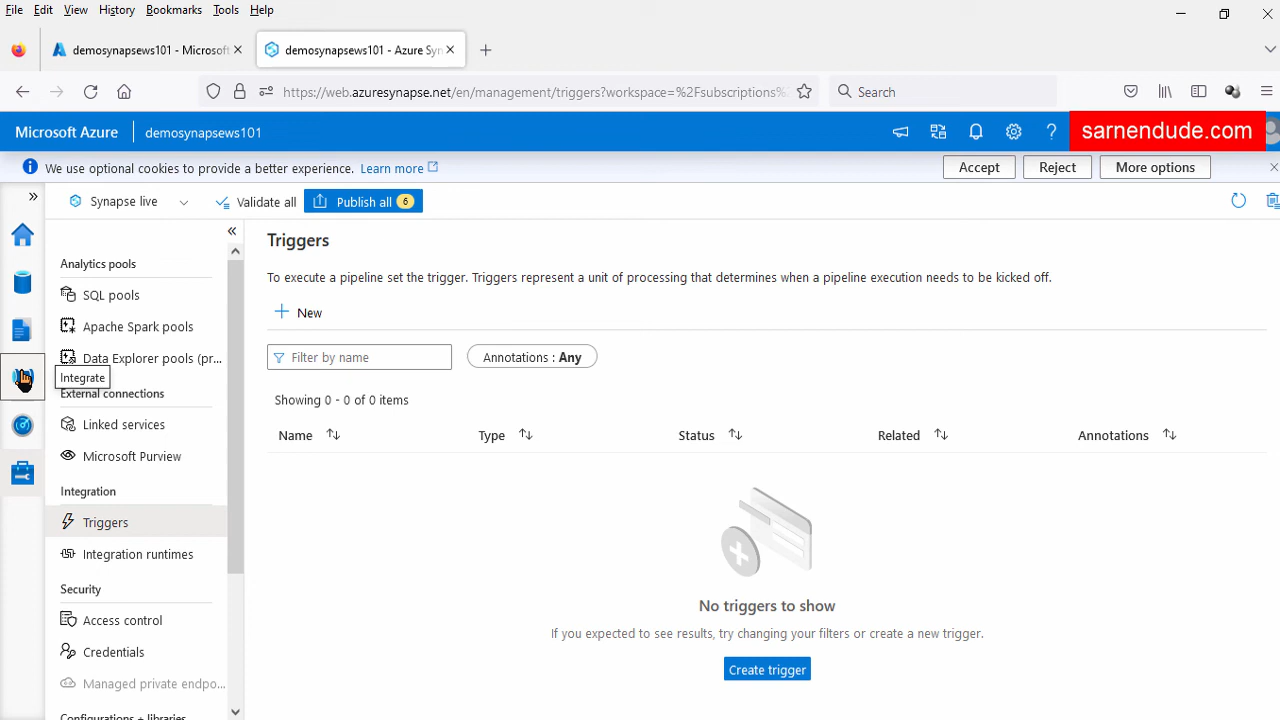 File Edit View History Bookmarks Tools Help
demosynapsews101 - Microsoft
demosynapsews101 - Azure Syn
https://web.azuresynapse.net/en/management/triggers?workspace=%2Fsubscriptions%
Search
Microsoft Azure
demosynapsews101
sarnendude.com
We use optional cookies to provide a better experience. Learn more
Accept
Reject
More options
Synapse live
Validate all
Publish all 6
Analytics pools
SQL pools
Apache Spark pools
Data Explorer pools (pr...
Integrate
External connections
Linked services
Microsoft Purview
Integration
Triggers
Integration runtimes
Security
Access control
Credentials
Managed private endpo...
Configurations + libraries
Triggers
To execute a pipeline set the trigger. Triggers represent a unit of processing that determines when a pipeline execution needs to be kicked off.
New
Filter by name
Annotations : Any
Showing 0 - 0 of 0 items
Name Type Status Related Annotations
No triggers to show
If you expected to see results, try changing your filters or create a new trigger.
Create trigger